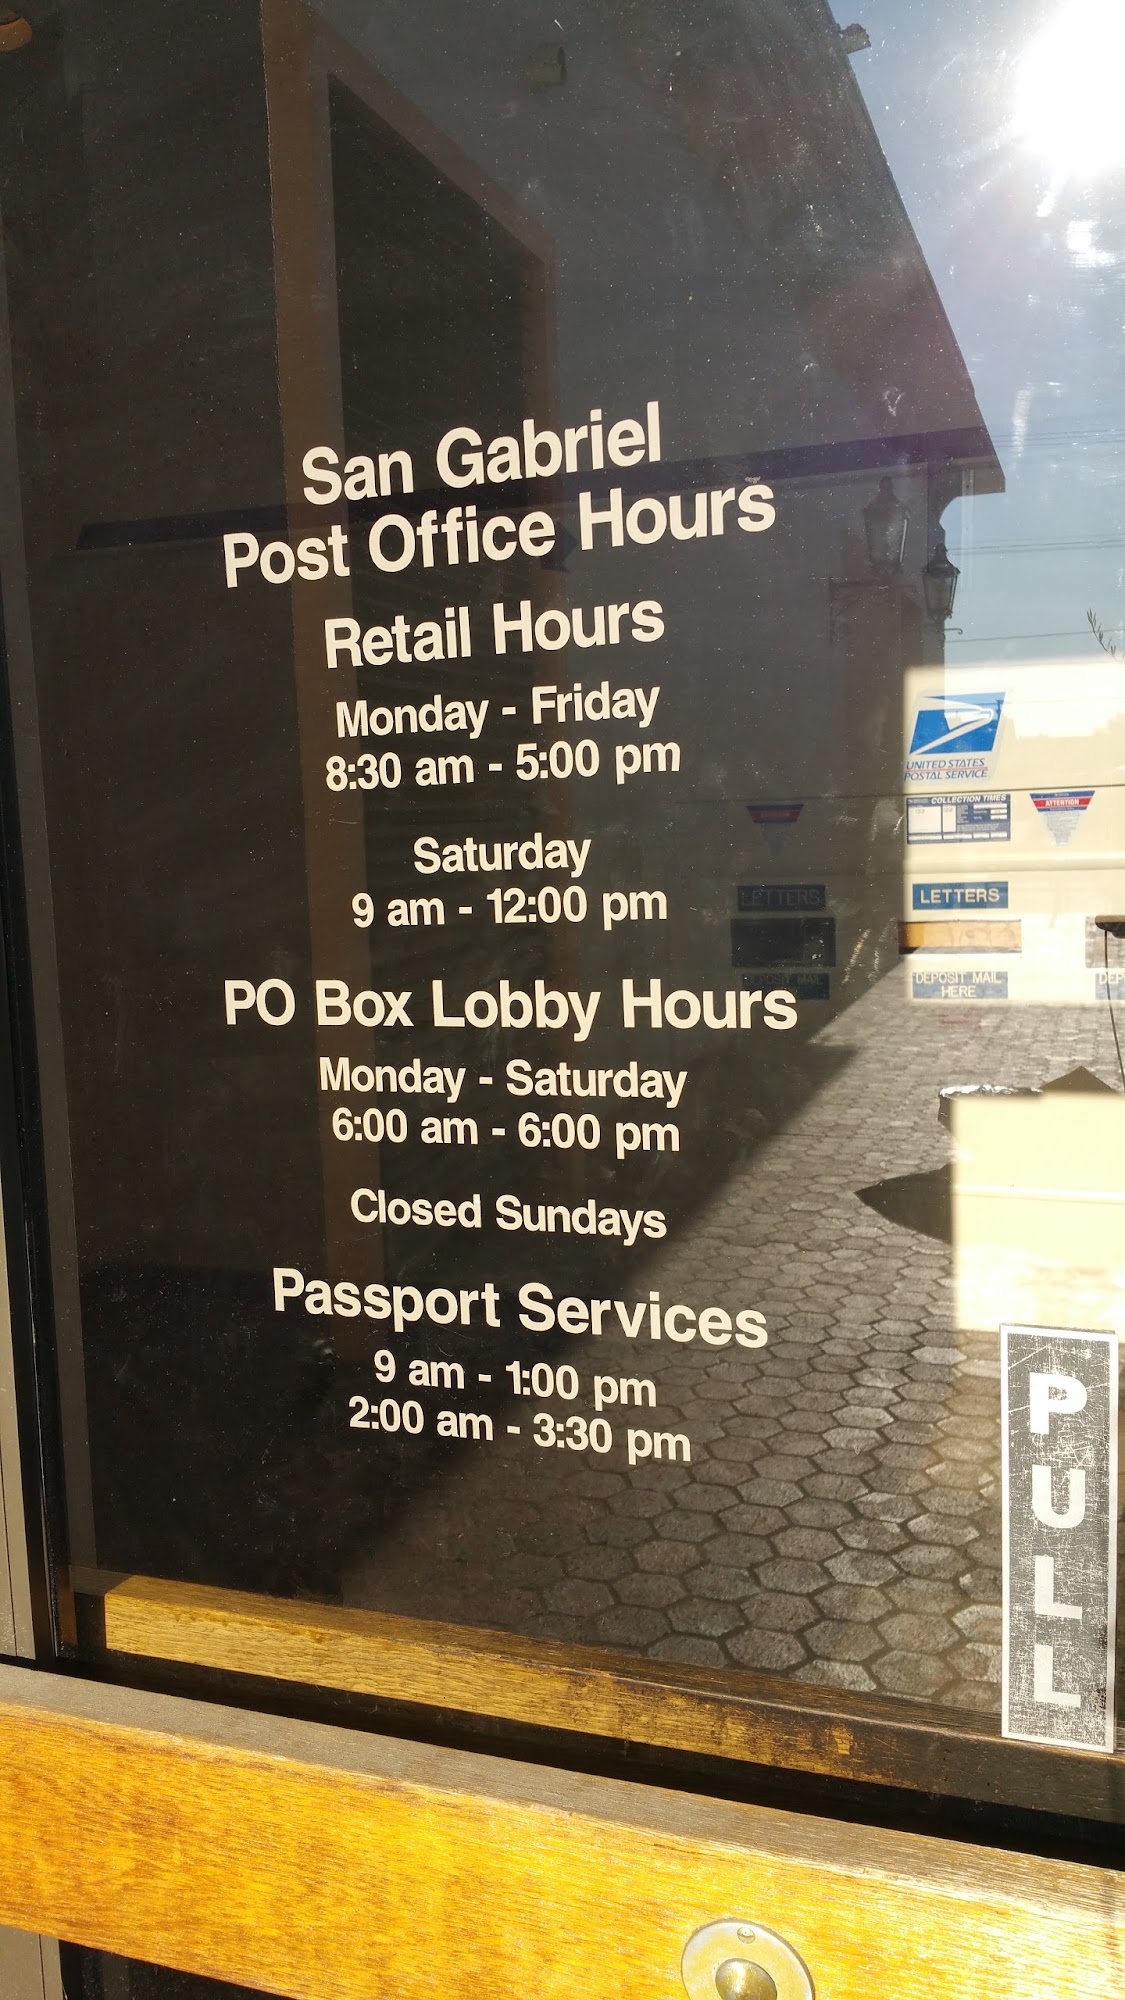 San Gabriel
Post Office Hours
Retail Hours
Monday - Friday
8:30 am - 5:00 pm
Saturday
9 am - 12:00 pm
PO Box Lobby Hours
Monday - Saturday
6:00 am - 6:00 pm
Closed Sundays
Passport Services
9 am - 1:00 pm
2:00 am - 3:30 pm
UNITED STATES
POSTAL SERVICE
COLLECTION TIMES
ATTENTION
LETTERS
LETTERS
DEPOSIT MAIL
HERE
DEPOSIT MAIL
DEP
PULL